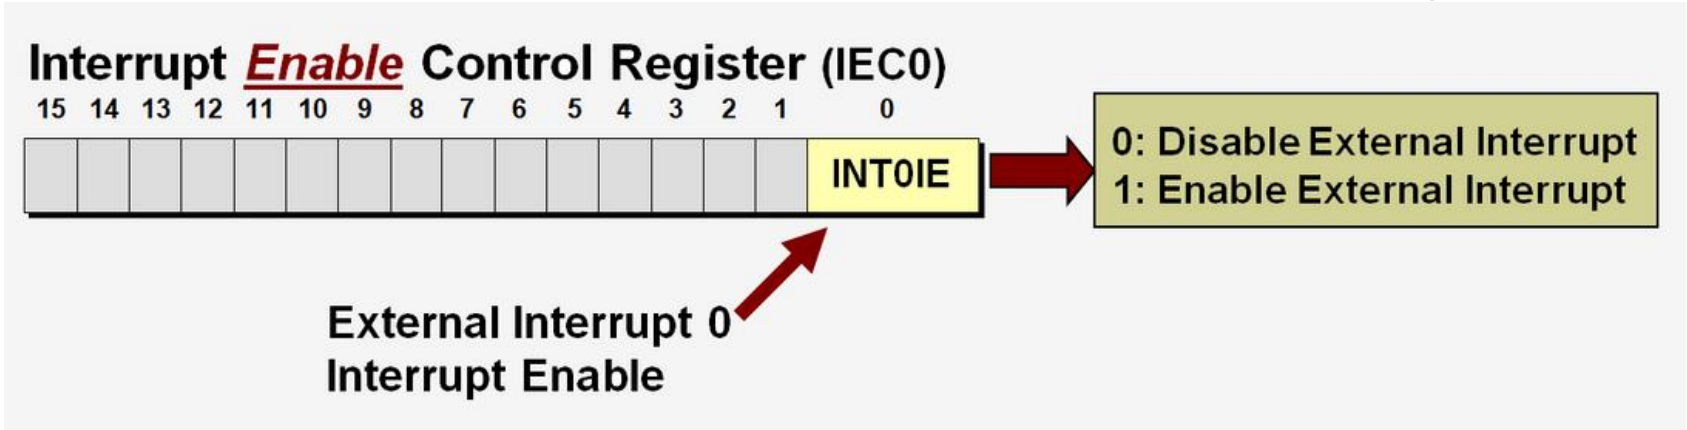 Interrupt Enable Control Register (IEC0)
15 14 13 12 11 10 9 8 7 6 5 4 3 2 1 0
INT0IE
0: Disable External Interrupt
1: Enable External Interrupt
External Interrupt 0
Interrupt Enable